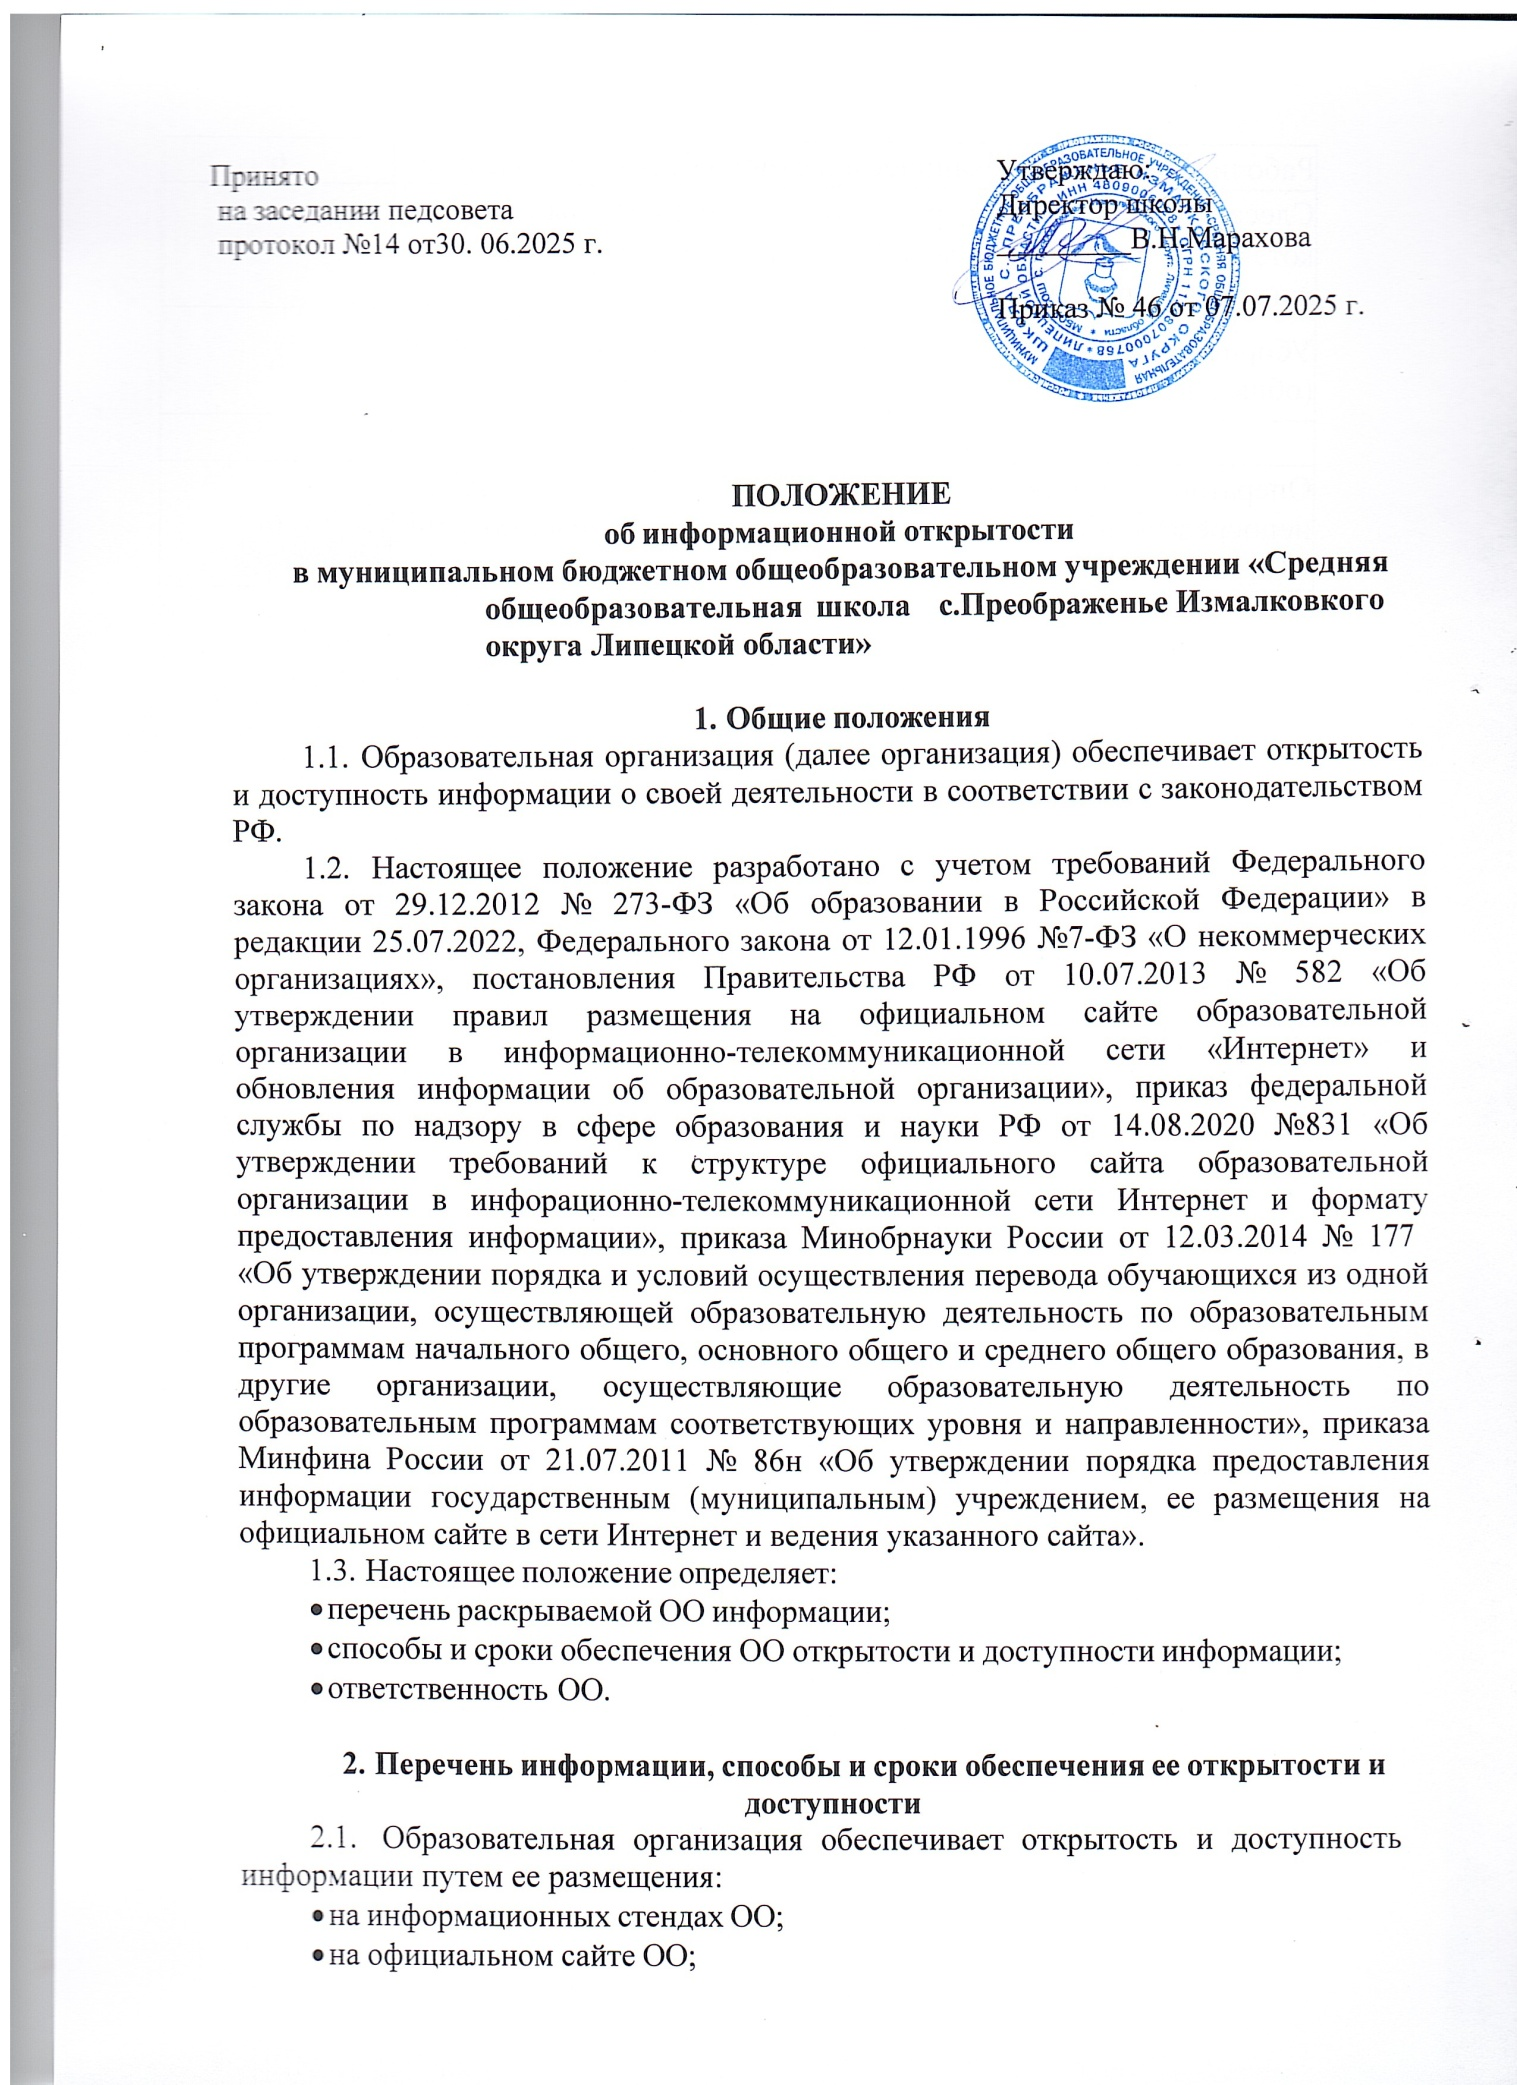 Принято
на заседании педсовета
протокол №14 от30. 06.2025 г.
Утверждаю:
Директор школы
В.Н.Марахова
Приказ № 46 от 07.07.2025 г.
ПОЛОЖЕНИЕ
об информационной открытости
в муниципальном бюджетном общеобразовательном учреждении «Средняя
общеобразовательная школа с.Преображенье Измалковкого
округа Липецкой области»
1. Общие положения
1.1. Образовательная организация (далее организация) обеспечивает открытость
и доступность информации о своей деятельности в соответствии с законодательством
РФ.
1.2. Настоящее положение разработано с учетом требований Федерального
закона от 29.12.2012 № 273-ФЗ «Об образовании в Российской Федерации» в
редакции 25.07.2022, Федерального закона от 12.01.1996 №7-ФЗ «О некоммерческих
организациях», постановления Правительства РФ от 10.07.2013 № 582 «Об
утверждении правил размещения на официальном сайте образовательной
организации в информационно-телекоммуникационной сети «Интернет» и
обновления информации об образовательной организации», приказ федеральной
службы по надзору в сфере образования и науки РФ от 14.08.2020 №831 «Об
утверждении требований к структуре официального сайта образовательной
организации в инфорационно-телекоммуникационной сети Интернет и формату
предоставления информации», приказа Минобрнауки России от 12.03.2014 № 177
«Об утверждении порядка и условий осуществления перевода обучающихся из одной
организации, осуществляющей образовательную деятельность по образовательным
программам начального общего, основного общего и среднего общего образования, в
другие организации, осуществляющие образовательную деятельность по
образовательным программам соответствующих уровня и направленности», приказа
Минфина России от 21.07.2011 № 86н «Об утверждении порядка предоставления
информации государственным (муниципальным) учреждением, ее размещения на
официальном сайте в сети Интернет и ведения указанного сайта».
1.3. Настоящее положение определяет:
•перечень раскрываемой ОО информации;
•способы и сроки обеспечения ОО открытости и доступности информации;
•ответственность ОО.
2. Перечень информации, способы и сроки обеспечения ее открытости и
доступности
2.1. Образовательная организация обеспечивает открытость и доступность
информации путем ее размещения:
•на информационных стендах ОО;
•на официальном сайте ОО;